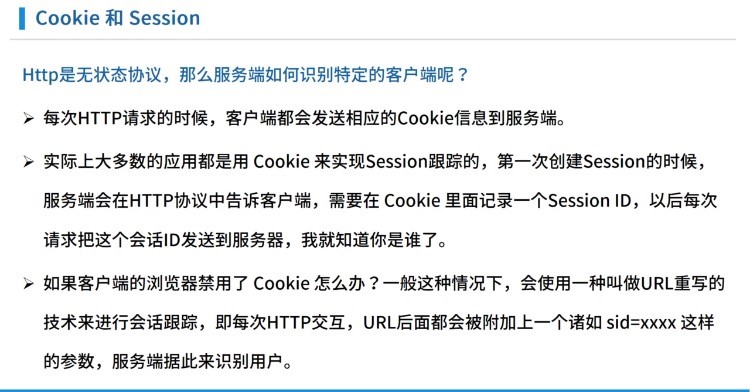 Cookie 和 Session
Http是无状态协议，那么服务端如何识别特定的客户端呢？
➢ 每次HTTP请求的时候，客户端都会发送相应的Cookie信息到服务端。
➢ 实际上大多数的应用都是用 Cookie 来实现Session跟踪的，第一次创建Session的时候，
服务端会在HTTP协议中告诉客户端，需要在 Cookie 里面记录一个Session ID，以后每次
请求把这个会话ID发送到服务器，我就知道你是谁了。
➢ 如果客户端的浏览器禁用了 Cookie 怎么办？一般这种情况下，会使用一种叫做URL重写的
技术来进行会话跟踪，即每次HTTP交互，URL后面都会被附加上一个诸如 sid=xxxx 这样
的参数，服务端据此来识别用户。